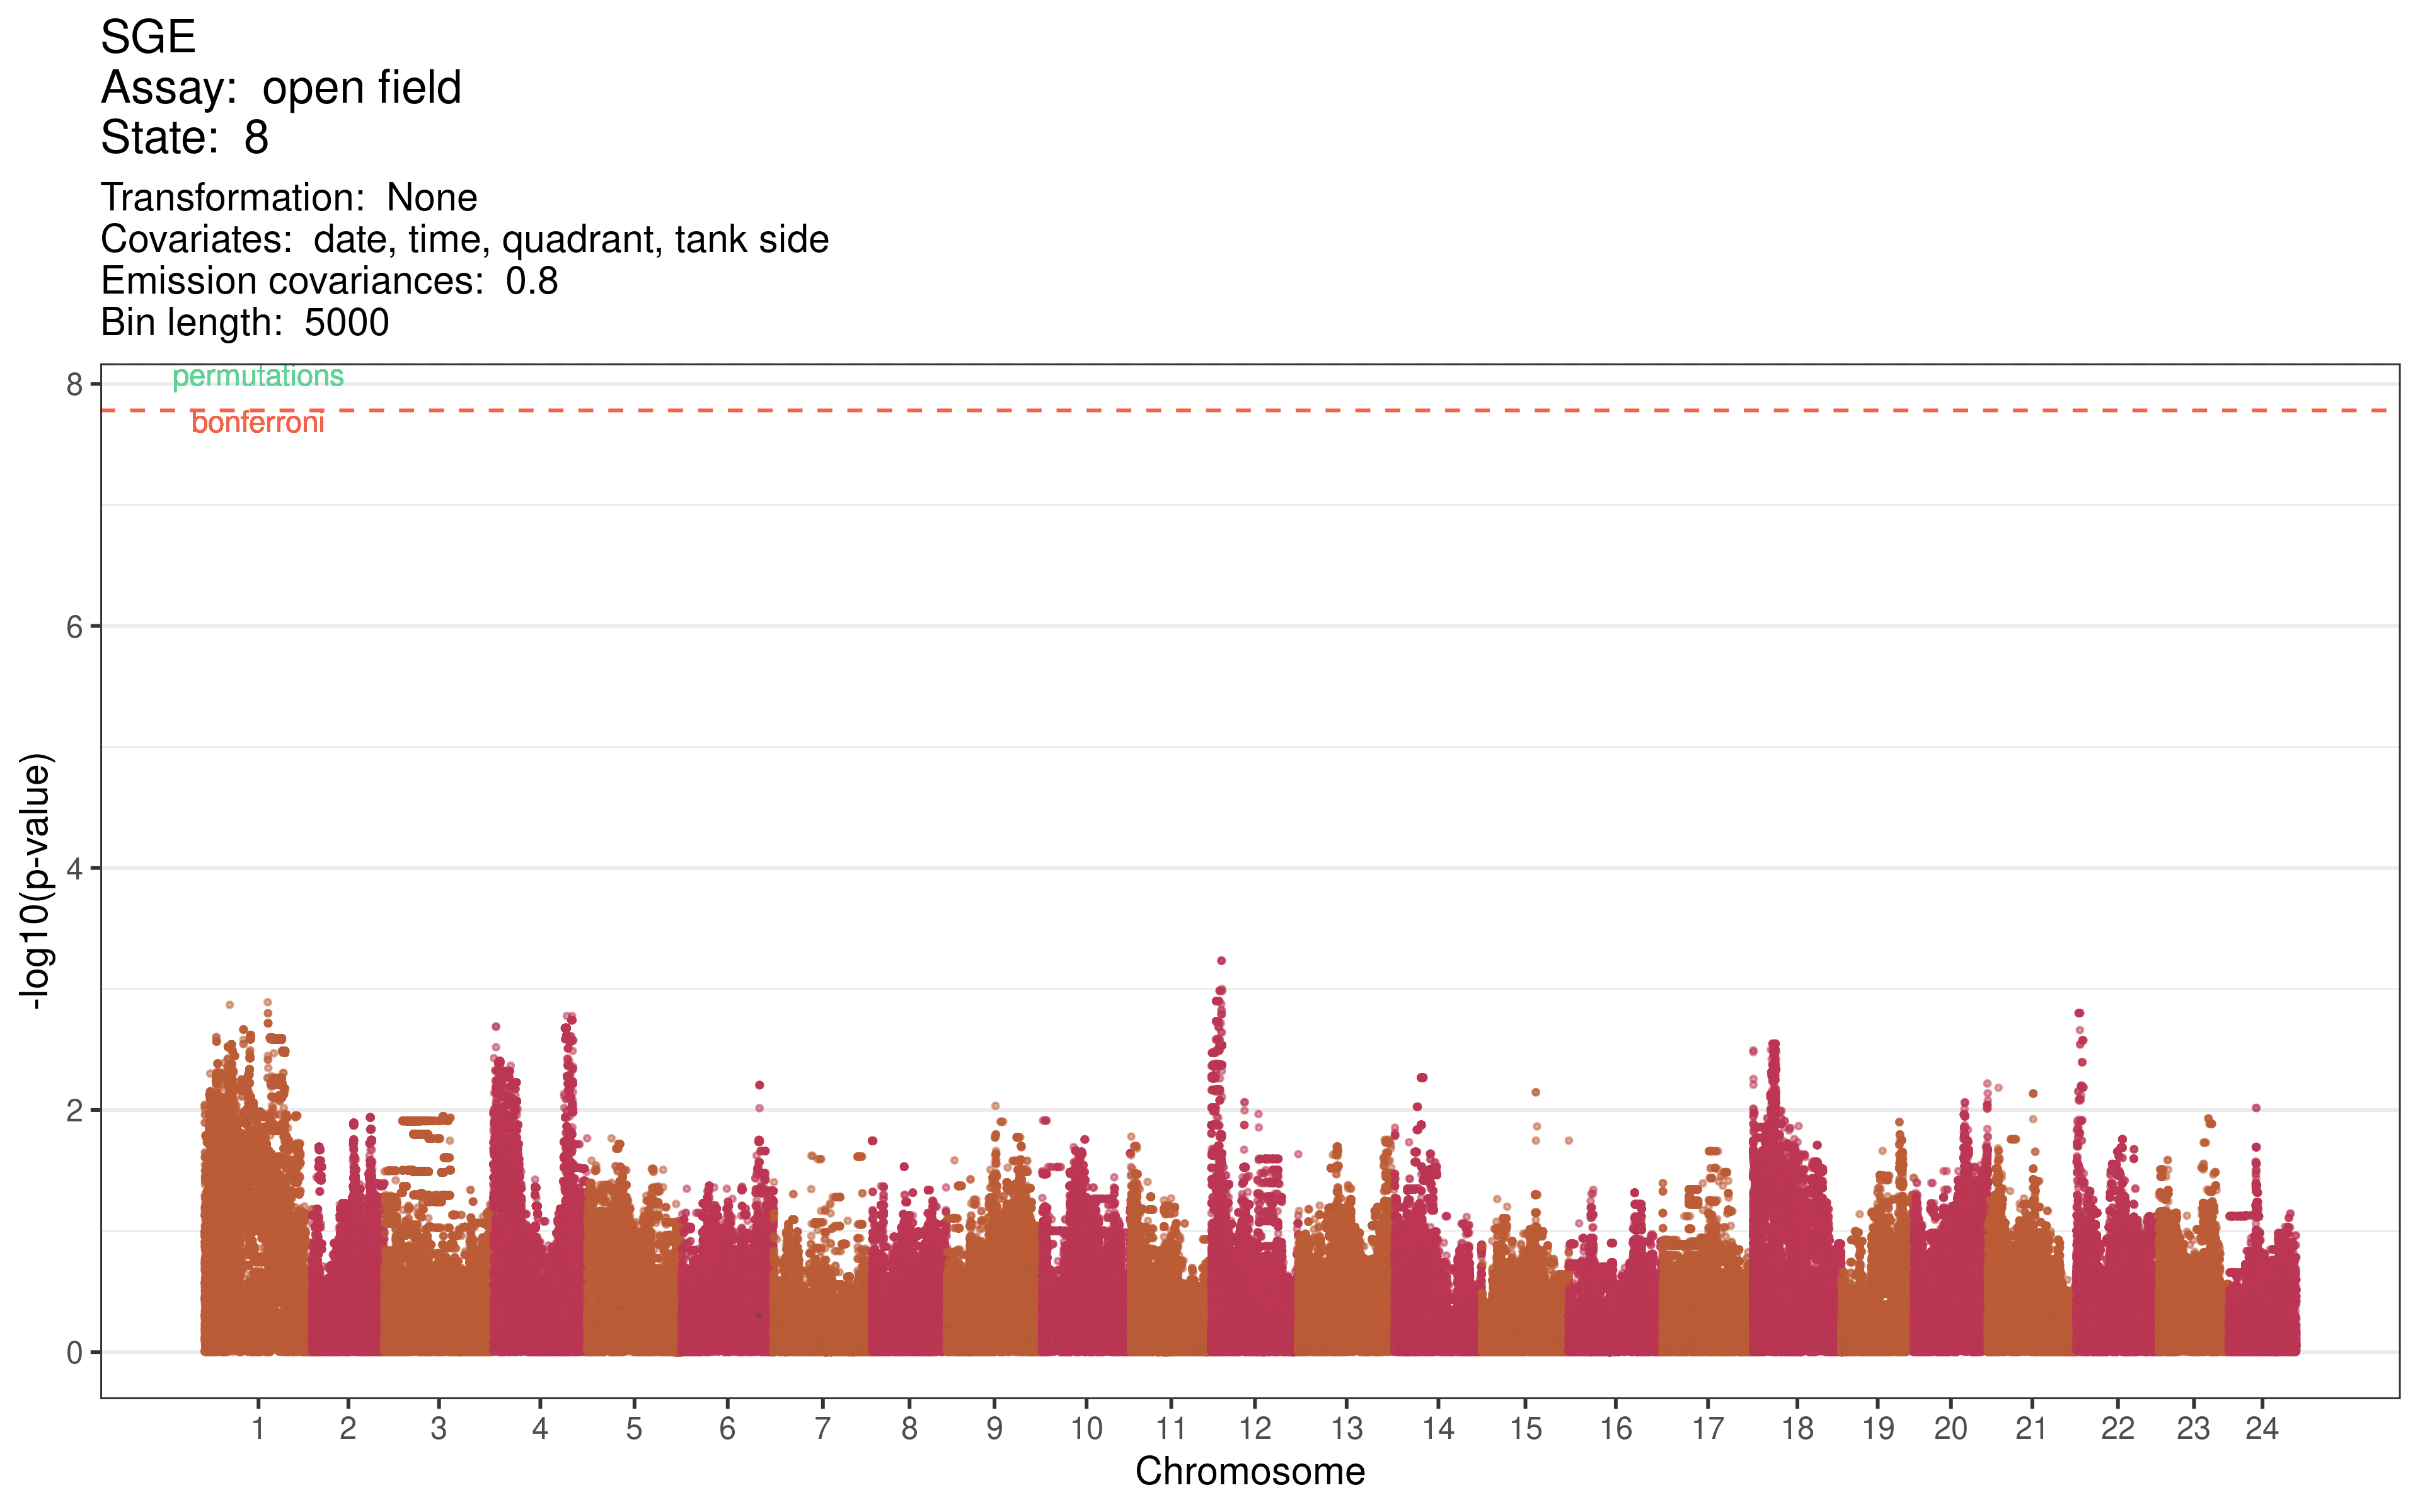 SGE
Assay:  open field
State:  8
Transformation:  None
Covariates:  date, time, quadrant, tank side
Emission covariances:  0.8
Bin length:  5000
permutations
bonferroni
8
6
4
2
0
-log10(p-value)
1 2 3 4 5 6 7 8 9 10 11 12 13 14 15 16 17 18 19 20 21 22 23 24
Chromosome